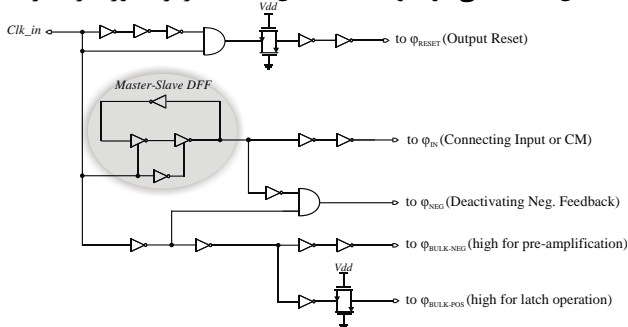 Vdd
Clk_in
to φRESET (Output Reset)
Master-Slave DFF
to φIN (Connecting Input or CM)
to φNEG (Deactivating Neg. Feedback)
to φBULK-NEG (high for pre-amplification)
Vdd
to φBULK-POS (high for latch operation)